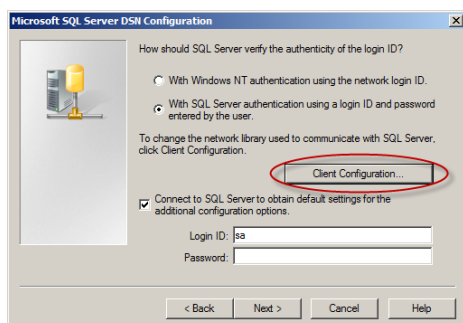 Microsoft SQL Server DSN Configuration
How should SQL Server verify the authenticity of the login ID?
With Windows NT authentication using the network login ID.
With SQL Server authentication using a login ID and password
entered by the user.
To change the network library used to communicate with SQL Server,
click Client Configuration.
Client Configuration...
Connect to SQL Server to obtain default settings for the
additional configuration options.
Login ID: sa
Password:
< Back Next > Cancel Help